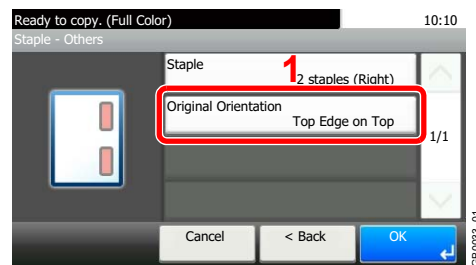 Ready to copy. (Full Color)
10:10
Staple - Others
Staple
1
2 staples (Right)
Original Orientation
Top Edge on Top
1/1
Cancel
< Back
OK